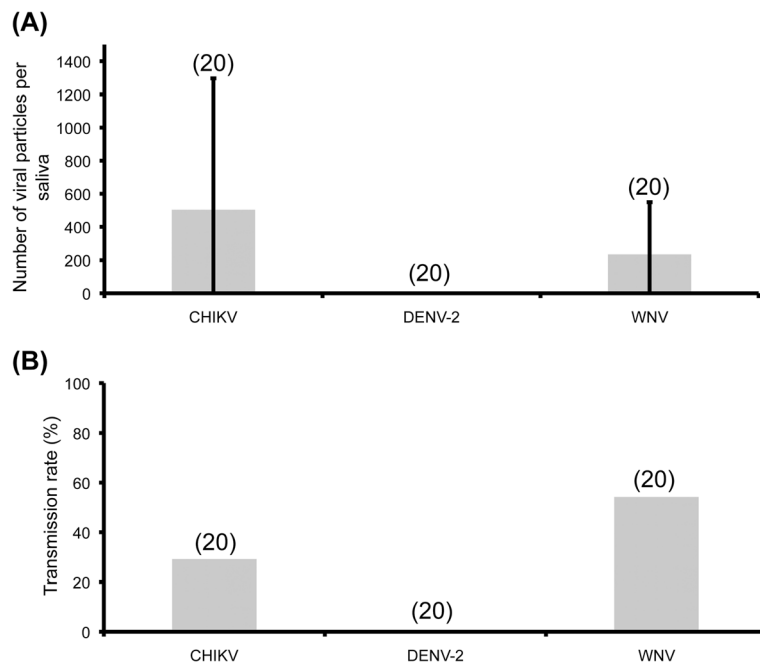 (A)
Number of viral particles per
saliva
1400
1200
1000
800
600
400
200
0
(20)
(20)
(20)
CHIKV
DENV-2
WNV
(B)
Transmission rate (%)
100
80
60
40
20
0
(20)
(20)
(20)
CHIKV
DENV-2
WNV